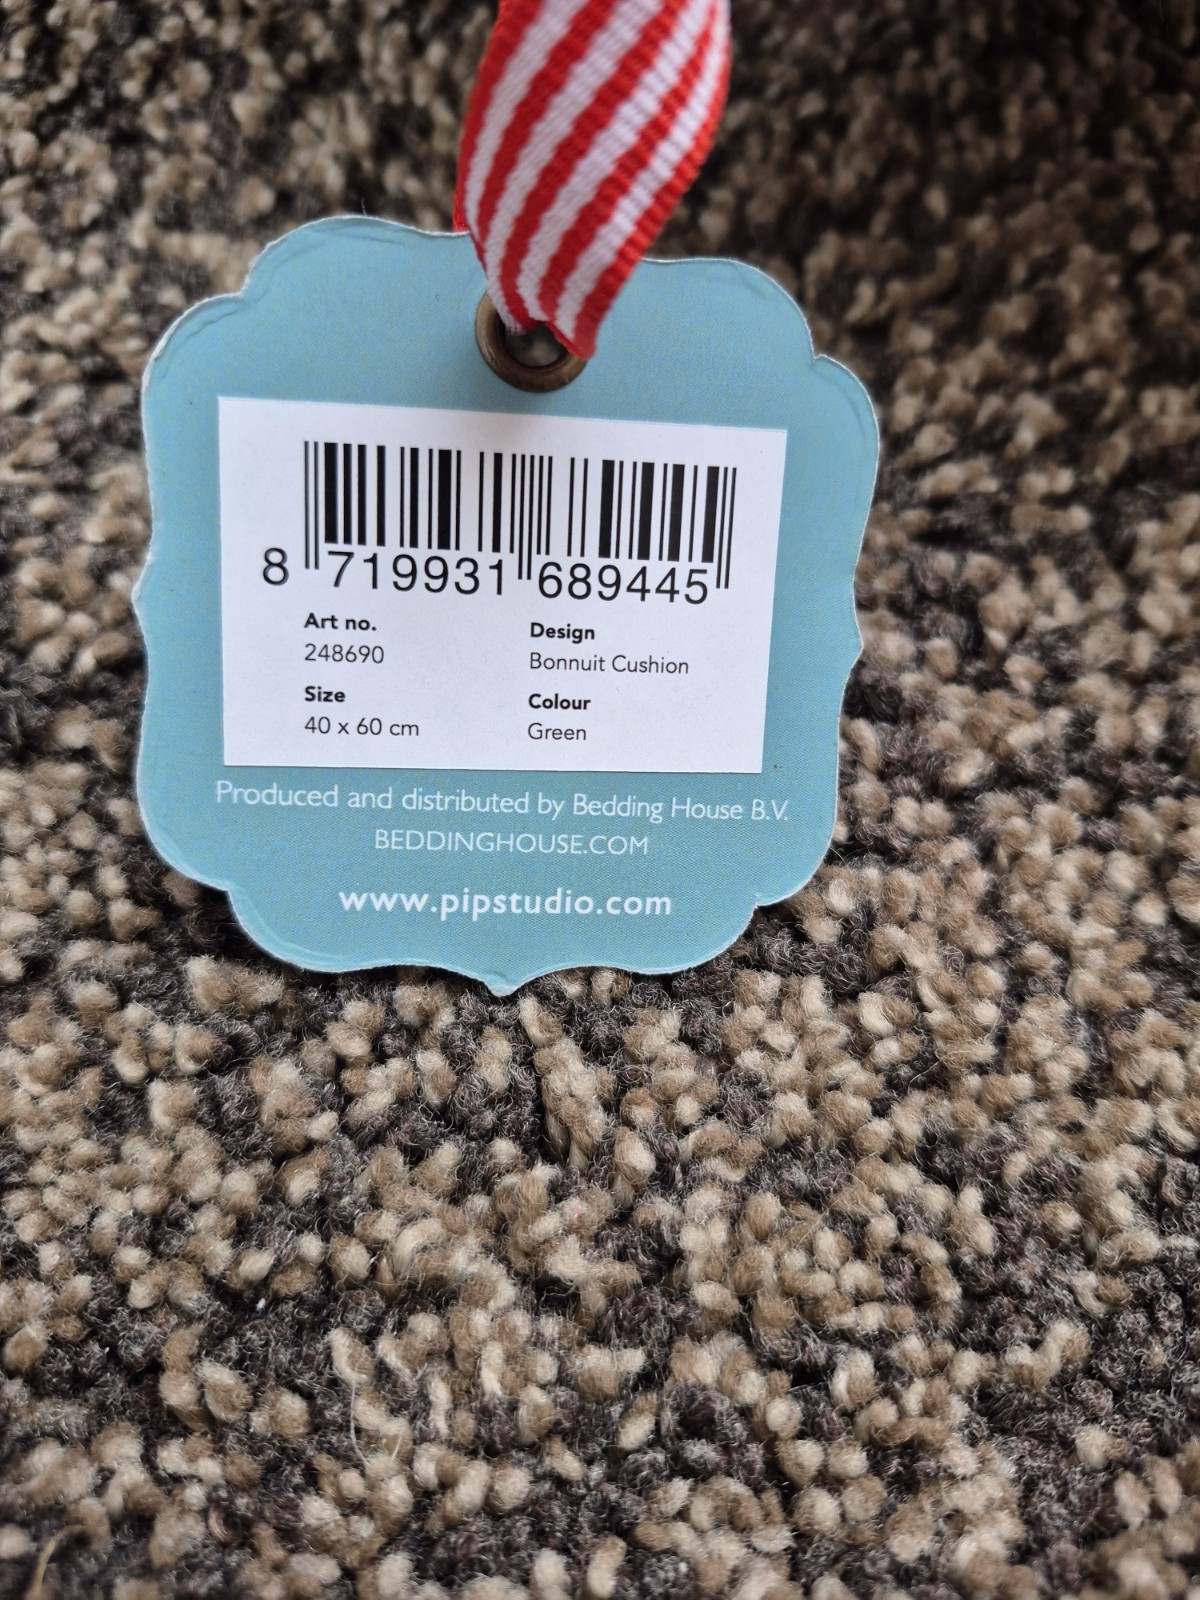 8 719931 689445
Art no.
248690
Design
Bonnuit Cushion
Size
40 x 60 cm
Colour
Green
Produced and distributed by Bedding House B.V.
BEDDINGHOUSE.COM
www.pipstudio.com